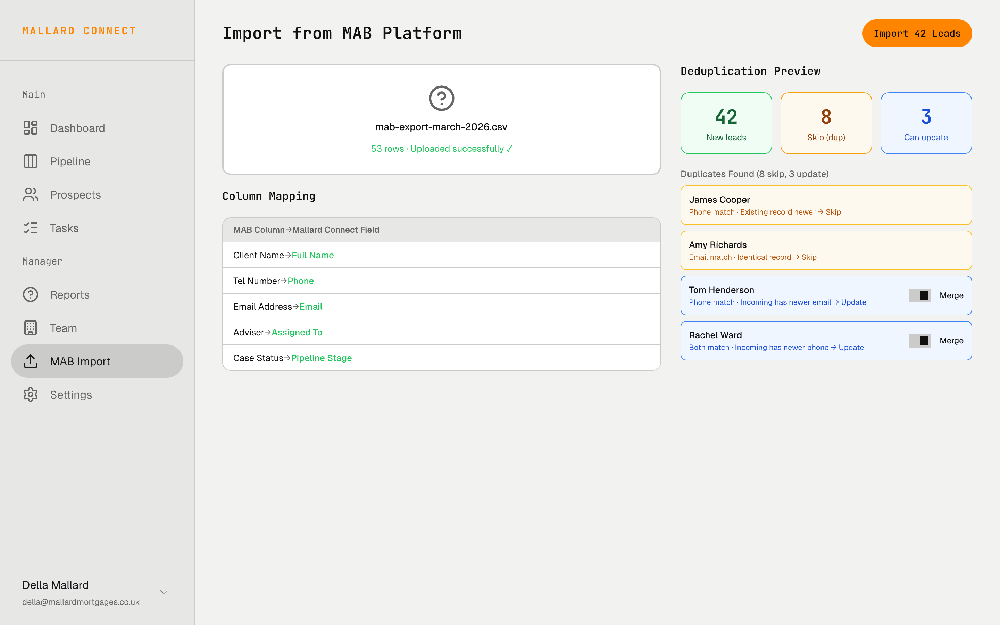 MALLARD CONNECT
Main
Dashboard
Pipeline
Prospects
Tasks
Manager
Reports
Team
MAB Import
Settings
Della Mallard
della@mallardmortgages.co.uk
Import from MAB Platform
Import 42 Leads
mab-export-march-2026.csv
53 rows · Uploaded successfully ✓
Column Mapping
MAB Column→Mallard Connect Field
Client Name→Full Name
Tel Number→Phone
Email Address→Email
Adviser→Assigned To
Case Status→Pipeline Stage
Deduplication Preview
42
New leads
8
Skip (dup)
3
Can update
Duplicates Found (8 skip, 3 update)
James Cooper
Phone match · Existing record newer → Skip
Amy Richards
Email match · Identical record → Skip
Tom Henderson
Phone match · Incoming has newer email → Update
Merge
Rachel Ward
Both match · Incoming has newer phone → Update
Merge